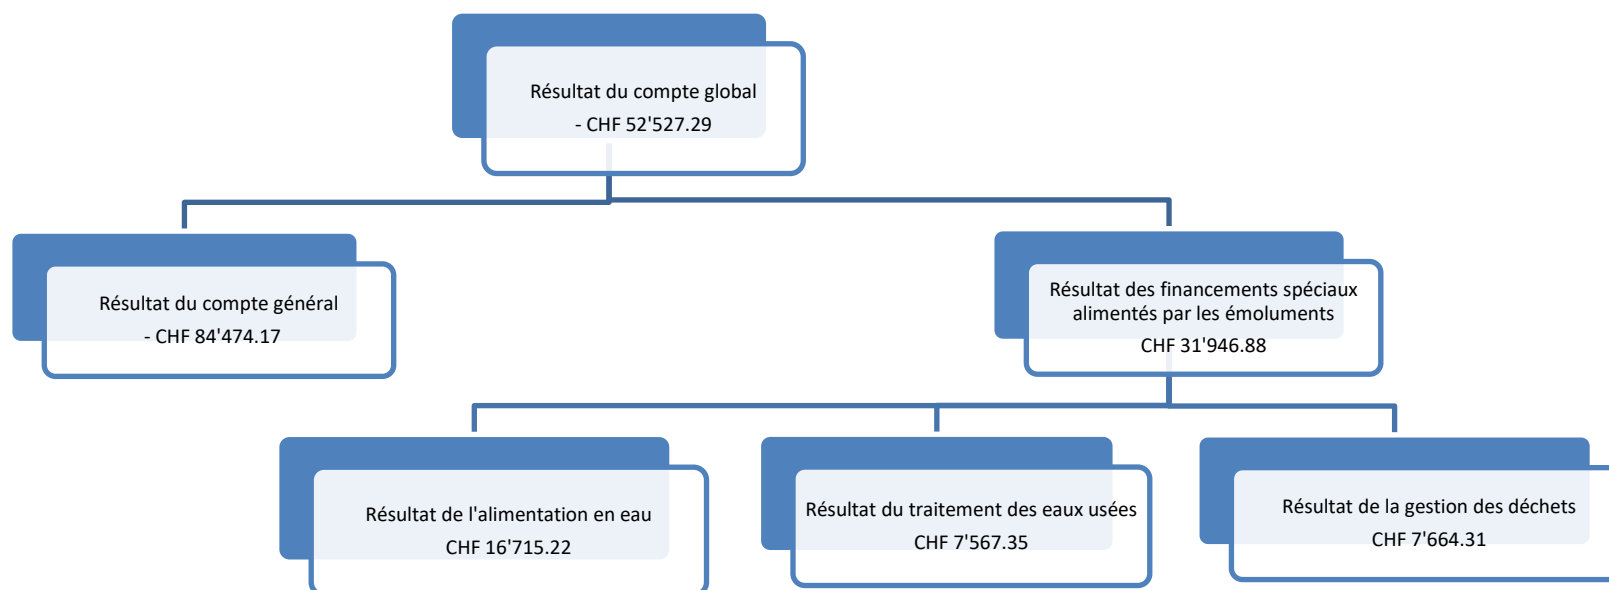 Résultat du compte global
- CHF 52'527.29
Résultat du compte général
- CHF 84'474.17
Résultat des financements spéciaux
alimentés par les émoluments
CHF 31'946.88
Résultat de l'alimentation en eau
CHF 16'715.22
Résultat du traitement des eaux usées
CHF 7'567.35
Résultat de la gestion des déchets
CHF 7'664.31